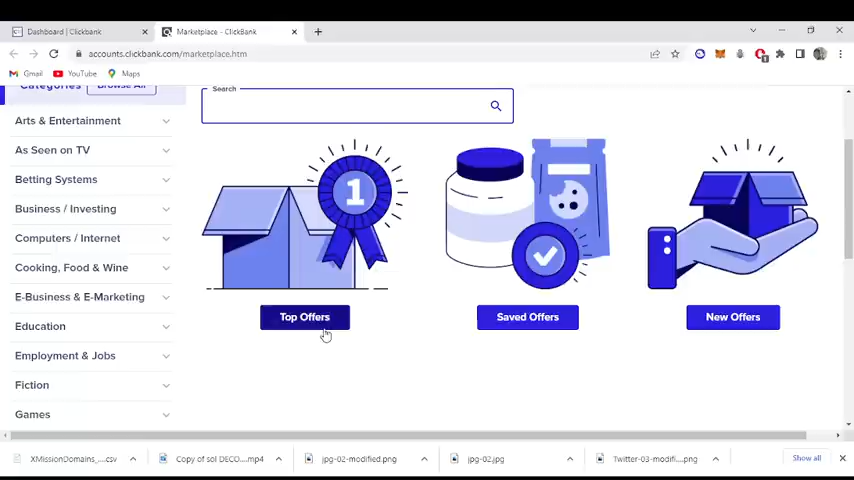 Dashboard | Clickbank
Marketplace - ClickBank
accounts.clickbank.com/marketplace.htm
1
Gmail
YouTube
Maps
Categories
Browse All
Search
Arts & Entertainment
As Seen on TV
Betting Systems
Business / Investing
Computers / Internet
Cooking, Food & Wine
E-Business & E-Marketing
Education
Employment & Jobs
Fiction
Games
1
Top Offers
Saved Offers
New Offers
XMissionDomains_....csv
Copy of sol DECO....mp4
jpg-02-modified.png
jpg-02.jpg
Twitter-03-modifi....png
Show all